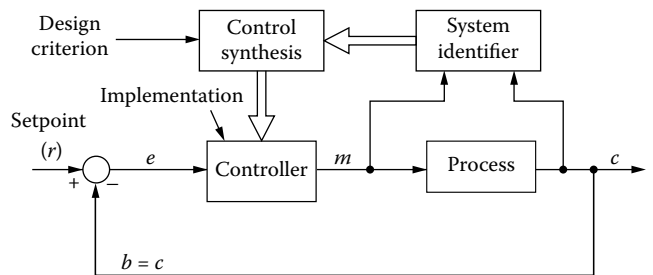 Design
criterion
Control
synthesis
System
identifier
Implementation
Setpoint
(r)
+
−
e
Controller
m
Process
c
b = c